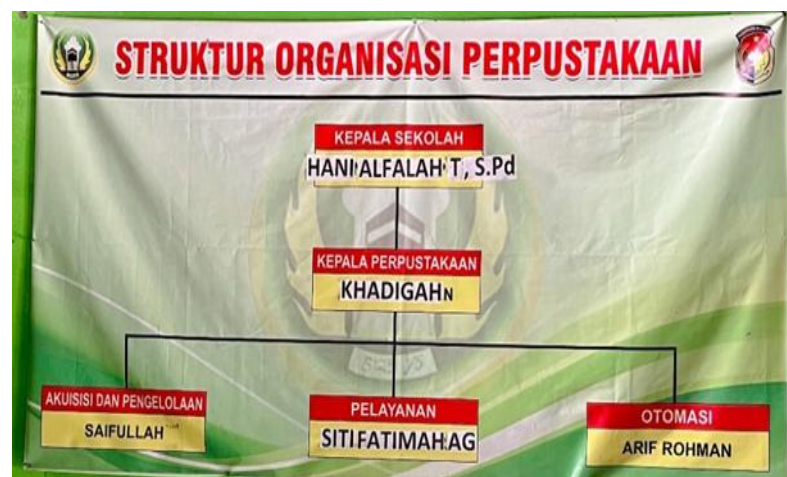 STRUKTUR ORGANISASI PERPUSTAKAAN
KEPALA SEKOLAH
HANI ALFALAH T, S.Pd
KEPALA PERPUSTAKAAN
KHADIGAH N
AKUISISI DAN PENGELOLAAN
SAIFULLAH
PELAYANAN
SITI FATIMAH AG
OTOMASI
ARIF ROHMAN